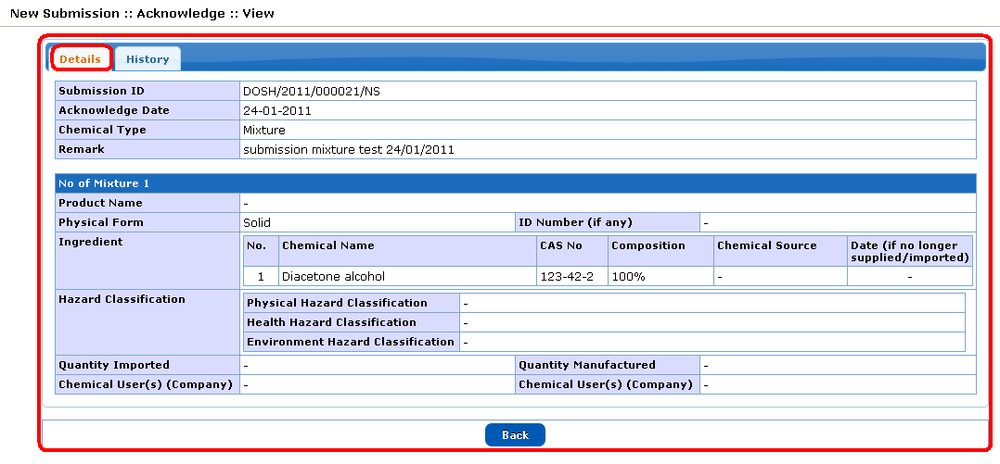 New Submission :: Acknowledge :: View
Details History
Submission ID DOSH/2011/000021/NS
Acknowledge Date 24-01-2011
Chemical Type Mixture
Remark submission mixture test 24/01/2011
No of Mixture 1
Product Name -
Physical Form Solid ID Number (if any) -
Ingredient
No. Chemical Name CAS No Composition Chemical Source Date (if no longer
supplied/imported)
1 Diacetone alcohol 123-42-2 100% - -
Hazard Classification
Physical Hazard Classification -
Health Hazard Classification -
Environment Hazard Classification -
Quantity Imported - Quantity Manufactured -
Chemical User(s) (Company) - Chemical User(s) (Company) -
Back